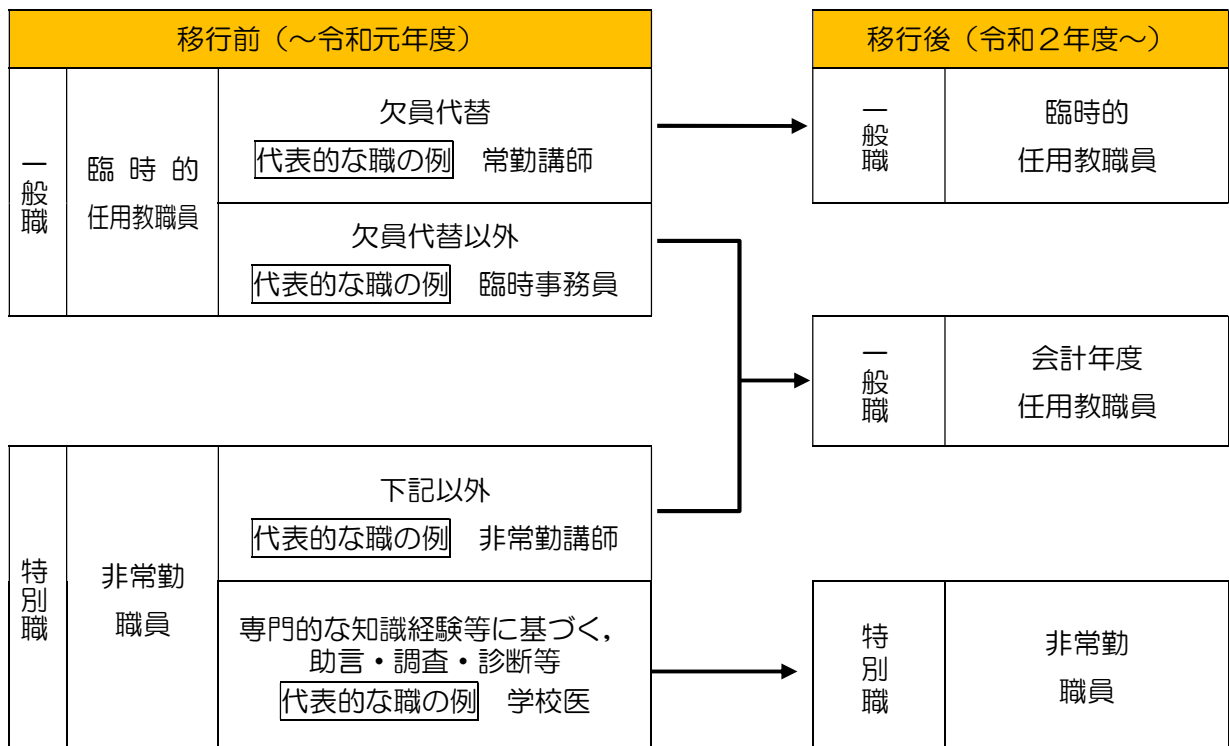 移行前（～令和元年度）
移行後（令和２年度～）
一般職
臨時的
任用教職員
欠員代替
代表的な職の例　常勤講師
欠員代替以外
代表的な職の例　臨時事務員
一般職
臨時的
任用教職員
一般職
会計年度
任用教職員
特別職
非常勤
職員
下記以外
代表的な職の例　非常勤講師
専門的な知識経験等に基づく，
助言・調査・診断等
代表的な職の例　学校医
特別職
非常勤
職員